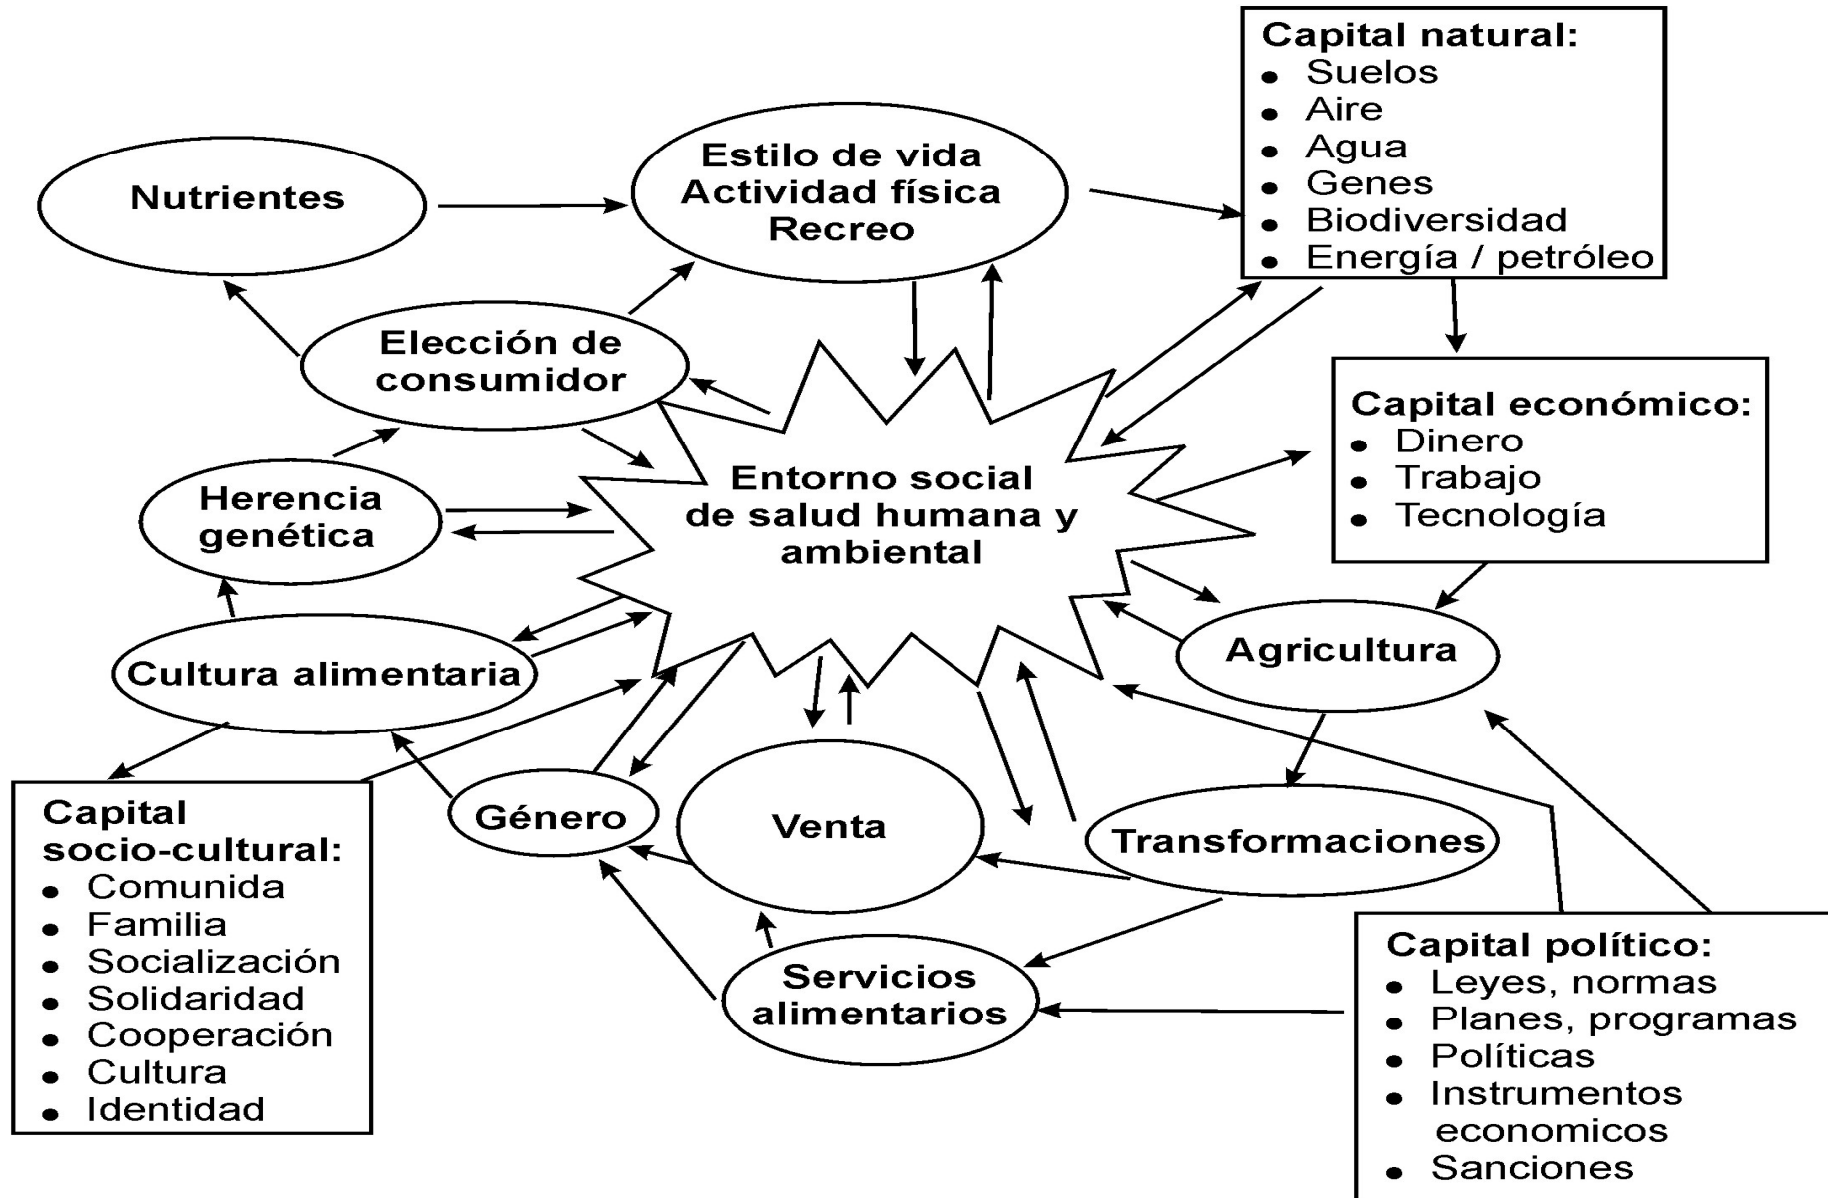 Capital natural:
• Suelos
• Aire
• Agua
• Genes
• Biodiversidad
• Energía / petróleo
Estilo de vida
Actividad física
Recreo
Nutrientes
Elección de
consumidor
Capital económico:
• Dinero
• Trabajo
• Tecnología
Herencia
genética
Entorno social
de salud humana y
ambiental
Cultura alimentaria
Agricultura
Capital
socio-cultural:
• Comunida
• Familia
• Socialización
• Solidaridad
• Cooperación
• Cultura
• Identidad
Género
Venta
Transformaciones
Servicios
alimentarios
Capital político:
• Leyes, normas
• Planes, programas
• Políticas
• Instrumentos
economicos
• Sanciones